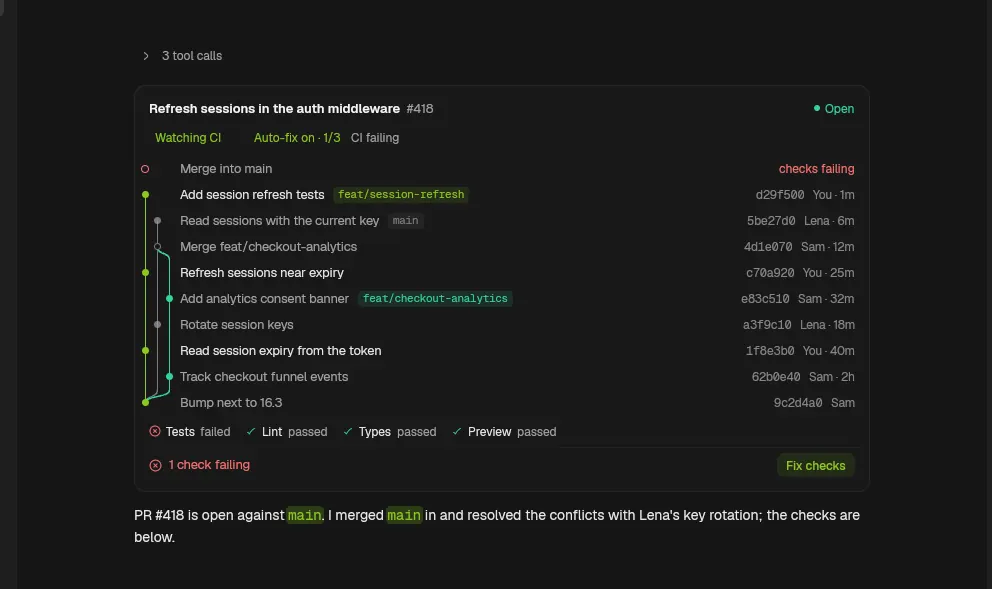 3 tool calls
Refresh sessions in the auth middleware #418 Open
Watching CI Auto-fix on · 1/3 CI failing
Merge into main checks failing
Add session refresh tests feat/session-refresh d29f500 You · 1m
Read sessions with the current key main 5be27d0 Lena · 6m
Merge feat/checkout-analytics 4d1e070 Sam · 12m
Refresh sessions near expiry c70a920 You · 25m
Add analytics consent banner feat/checkout-analytics e83c510 Sam · 32m
Rotate session keys a3f9c10 Lena · 18m
Read session expiry from the token 1f8e3b0 You · 40m
Track checkout funnel events 62b0e40 Sam · 2h
Bump next to 16.3 9c2d4a0 Sam
Tests failed Lint passed Types passed Preview passed
1 check failing Fix checks
PR #418 is open against main. I merged main in and resolved the conflicts with Lena's key rotation; the checks are
below.